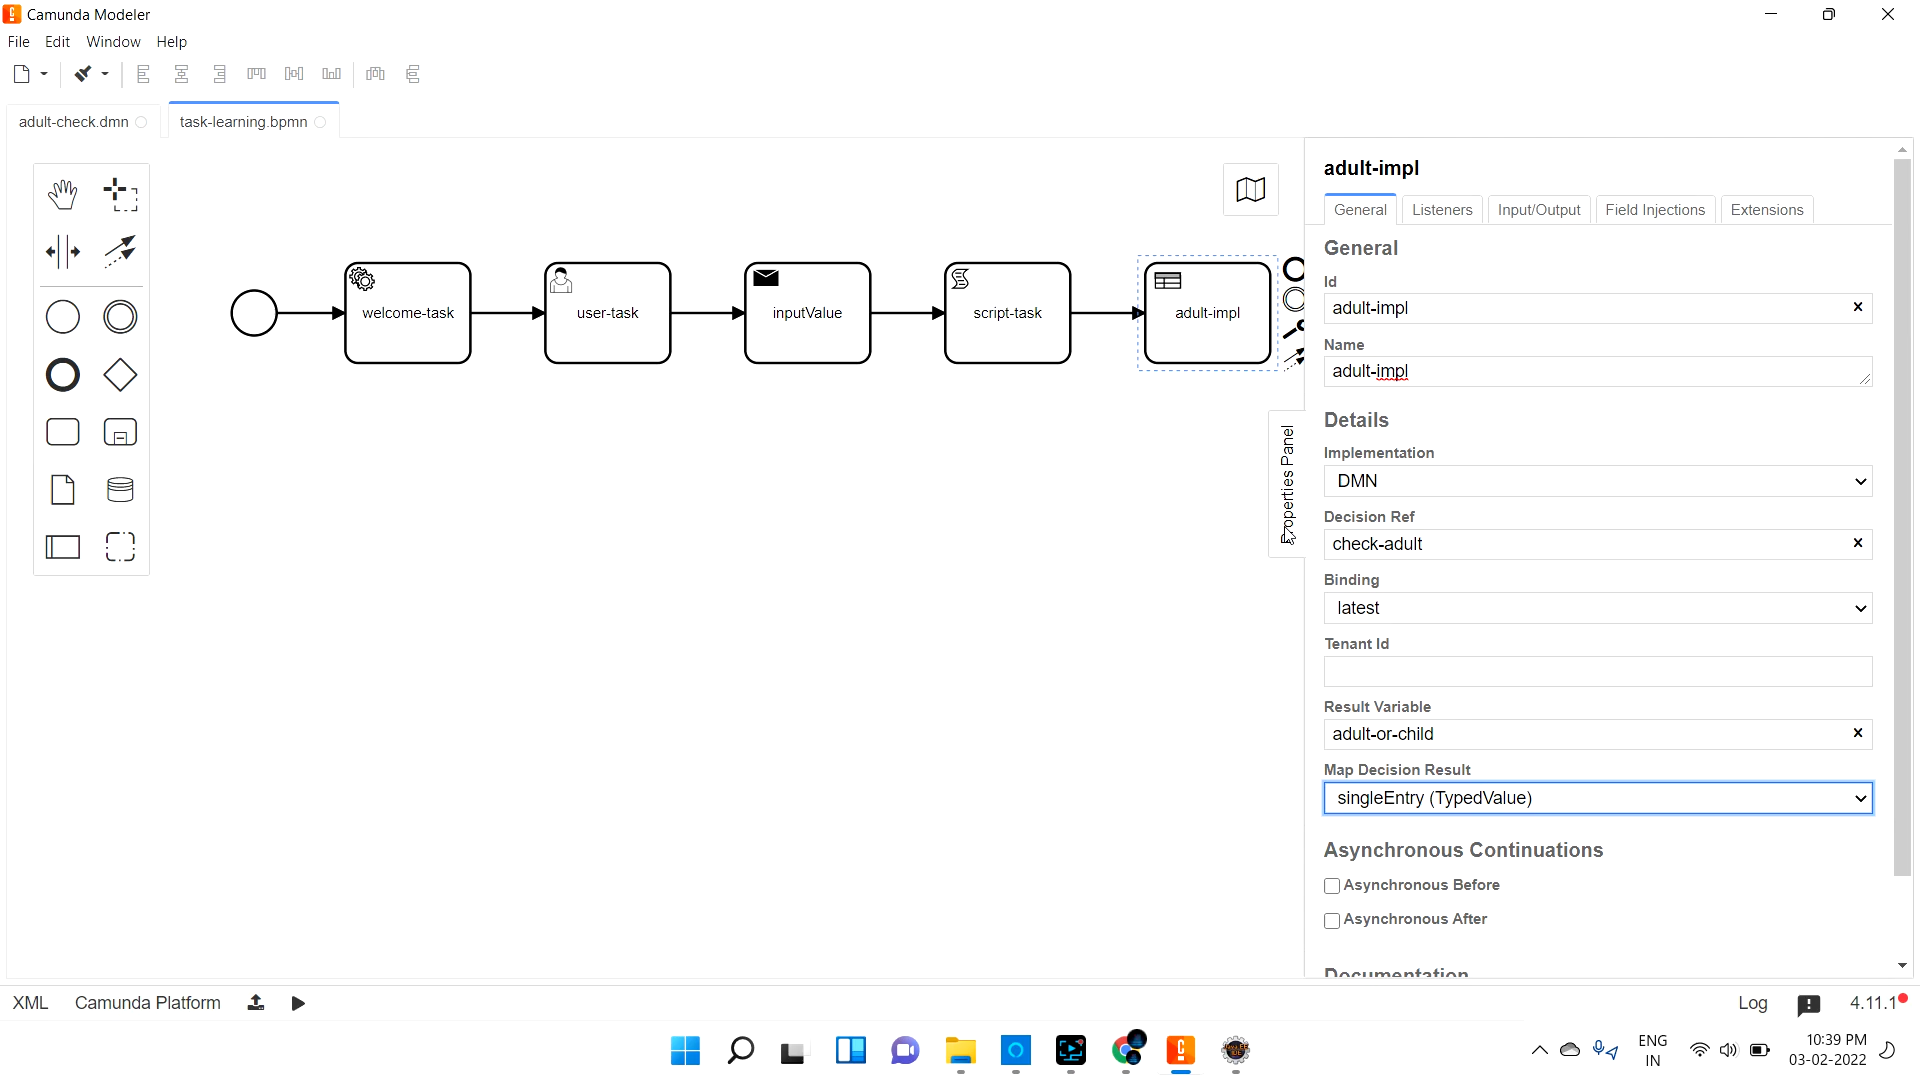 Camunda Modeler
File Edit Window Help
adult-check.dmn task-learning.bpmn
welcome-task
user-task
inputValue
script-task
adult-impl
Properties Panel
adult-impl
General Listeners Input/Output Field Injections Extensions
General
Id
adult-impl
Name
adult-impl
Details
Implementation
DMN
Decision Ref
check-adult
Binding
latest
Tenant Id
Result Variable
adult-or-child
Map Decision Result
singleEntry (TypedValue)
Asynchronous Continuations
Asynchronous Before
Asynchronous After
Documentation
XML Camunda Platform Log 4.11.1
ENG
IN
10:39 PM
03-02-2022